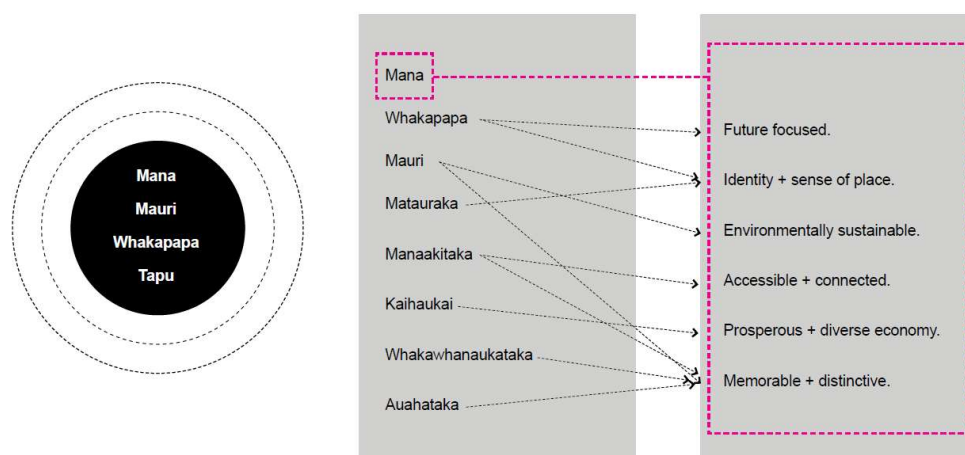 Mana
Mauri
Whakapapa
Tapu
Mana
Whakapapa
Mauri
Matauraka
Manaakitaka
Kaihaukai
Whakawhanaukataka
Auahataka
Future focused.
Identity + sense of place.
Environmentally sustainable.
Accessible + connected.
Prosperous + diverse economy.
Memorable + distinctive.